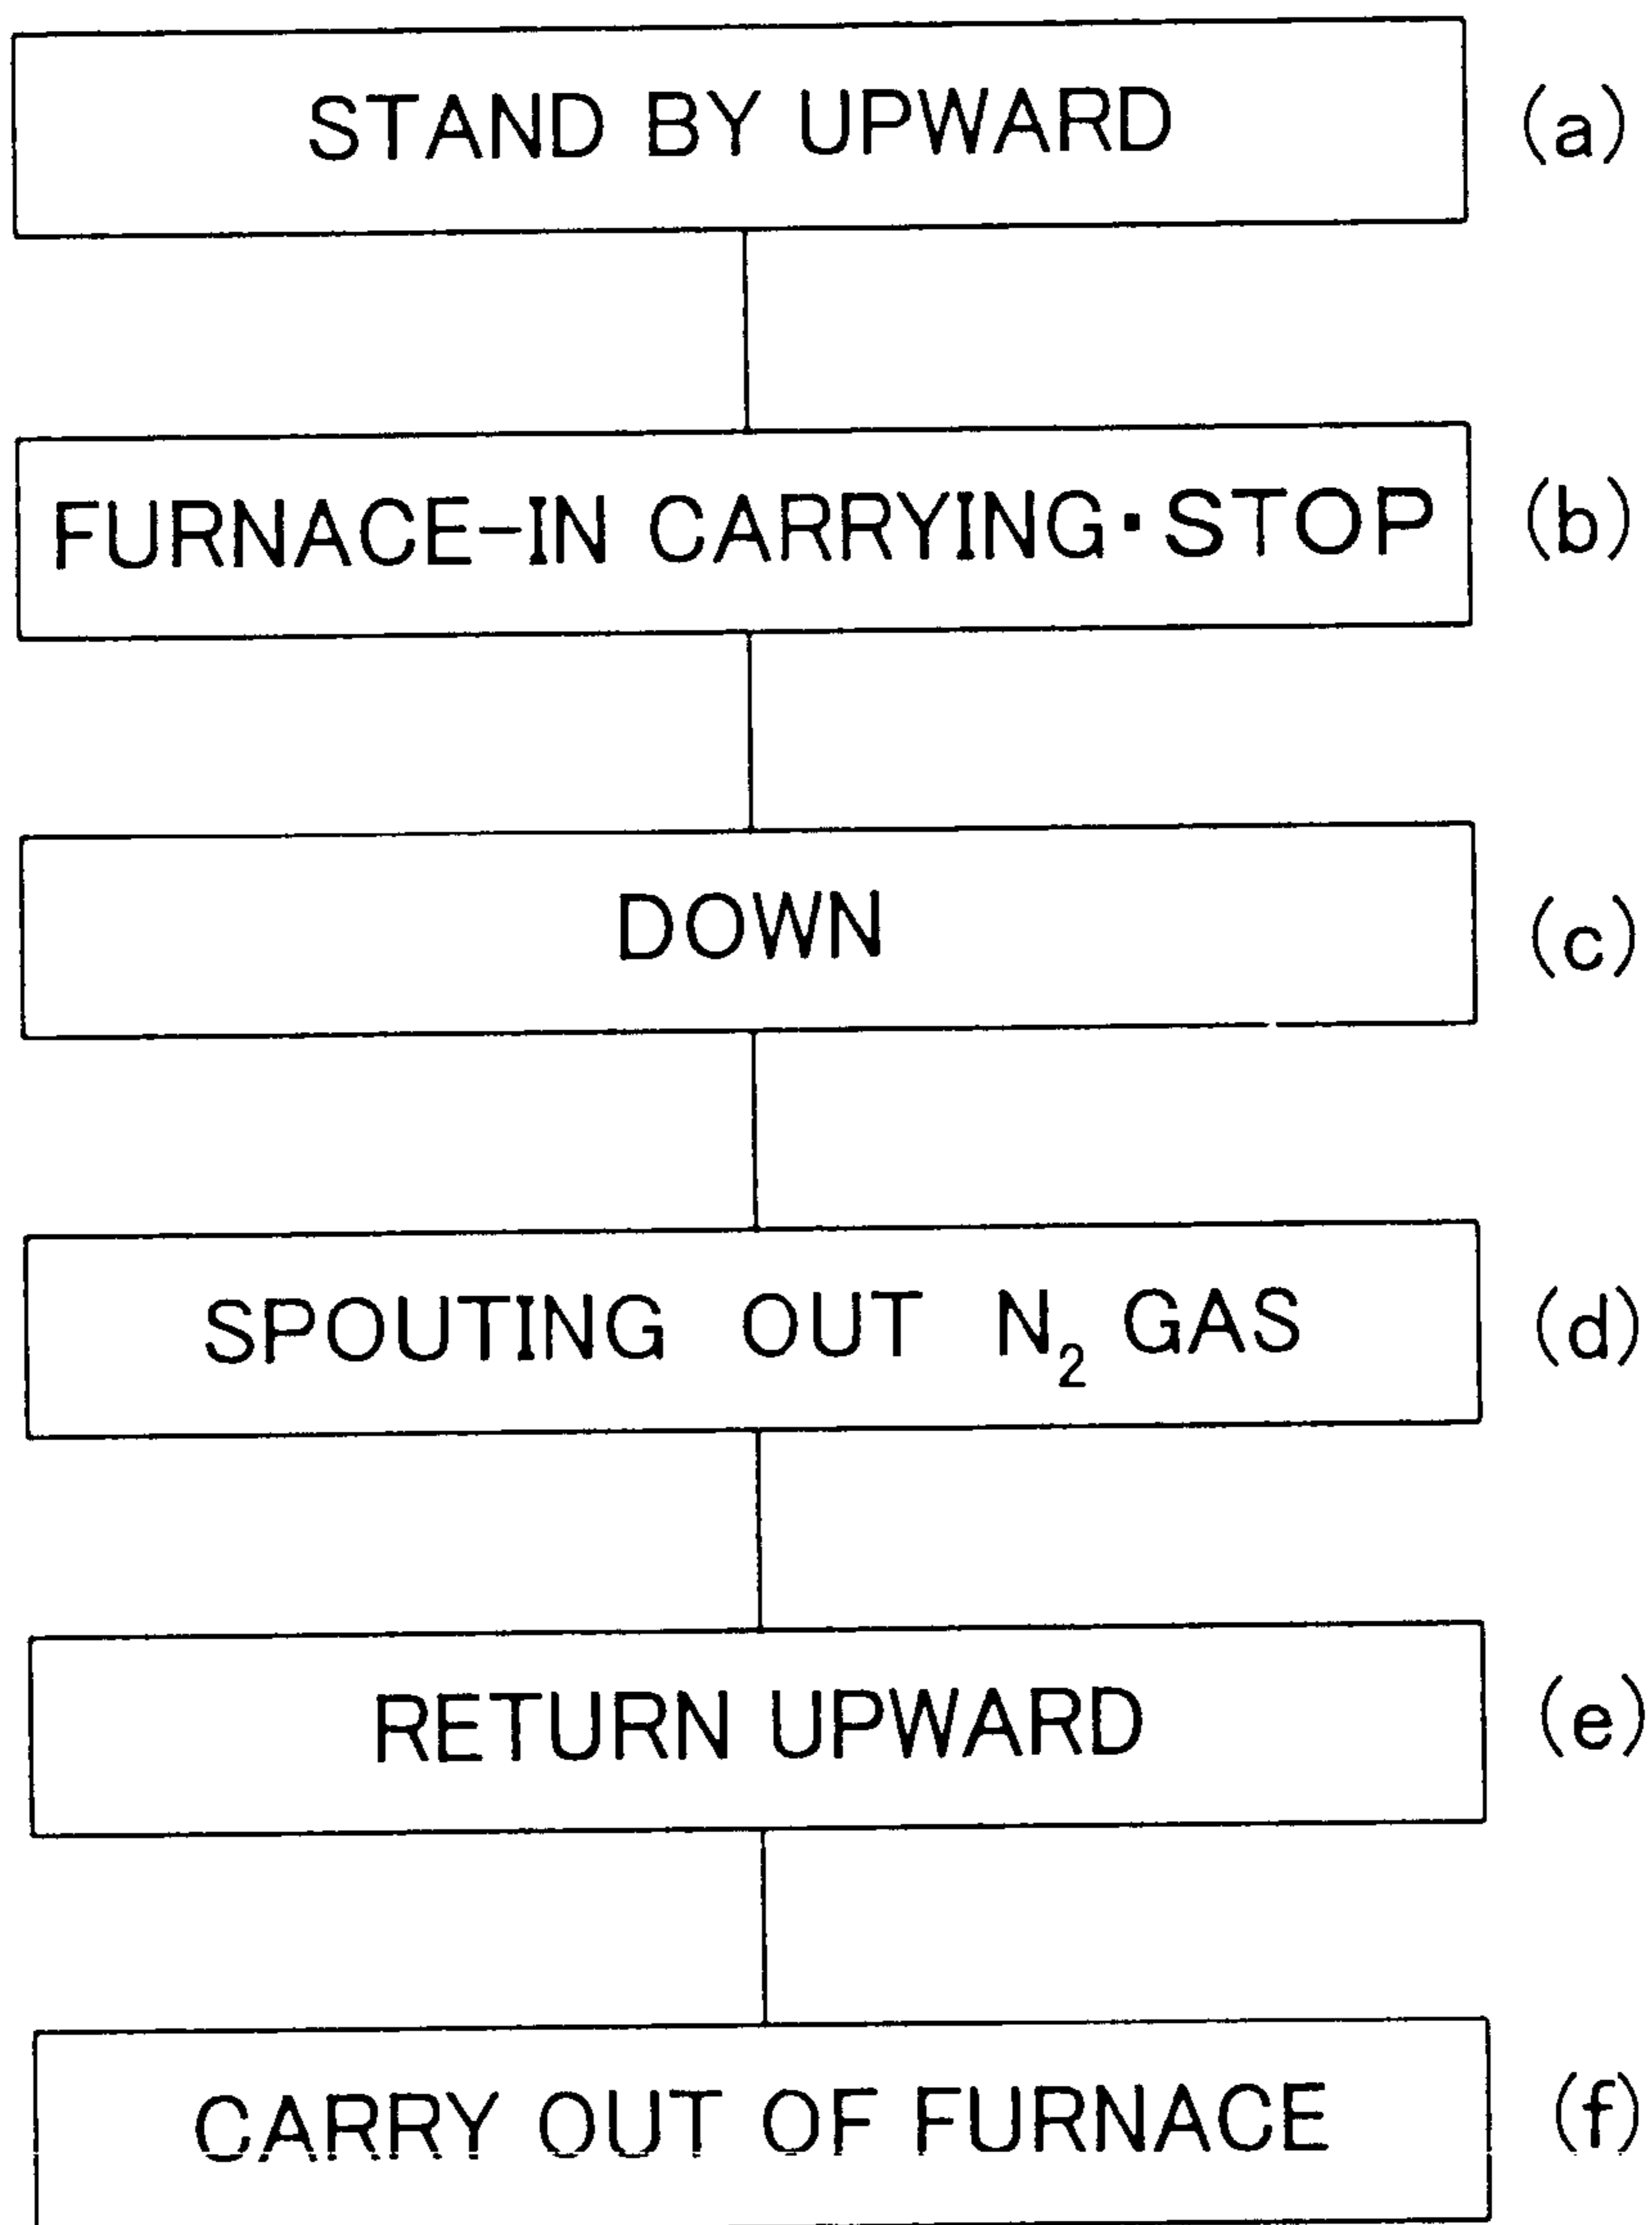 STAND BY UPWARD (a)
FURNACE-IN CARRYING·STOP (b)
DOWN (c)
SPOUTING OUT N₂ GAS (d)
RETURN UPWARD (e)
CARRY OUT OF FURNACE (f)